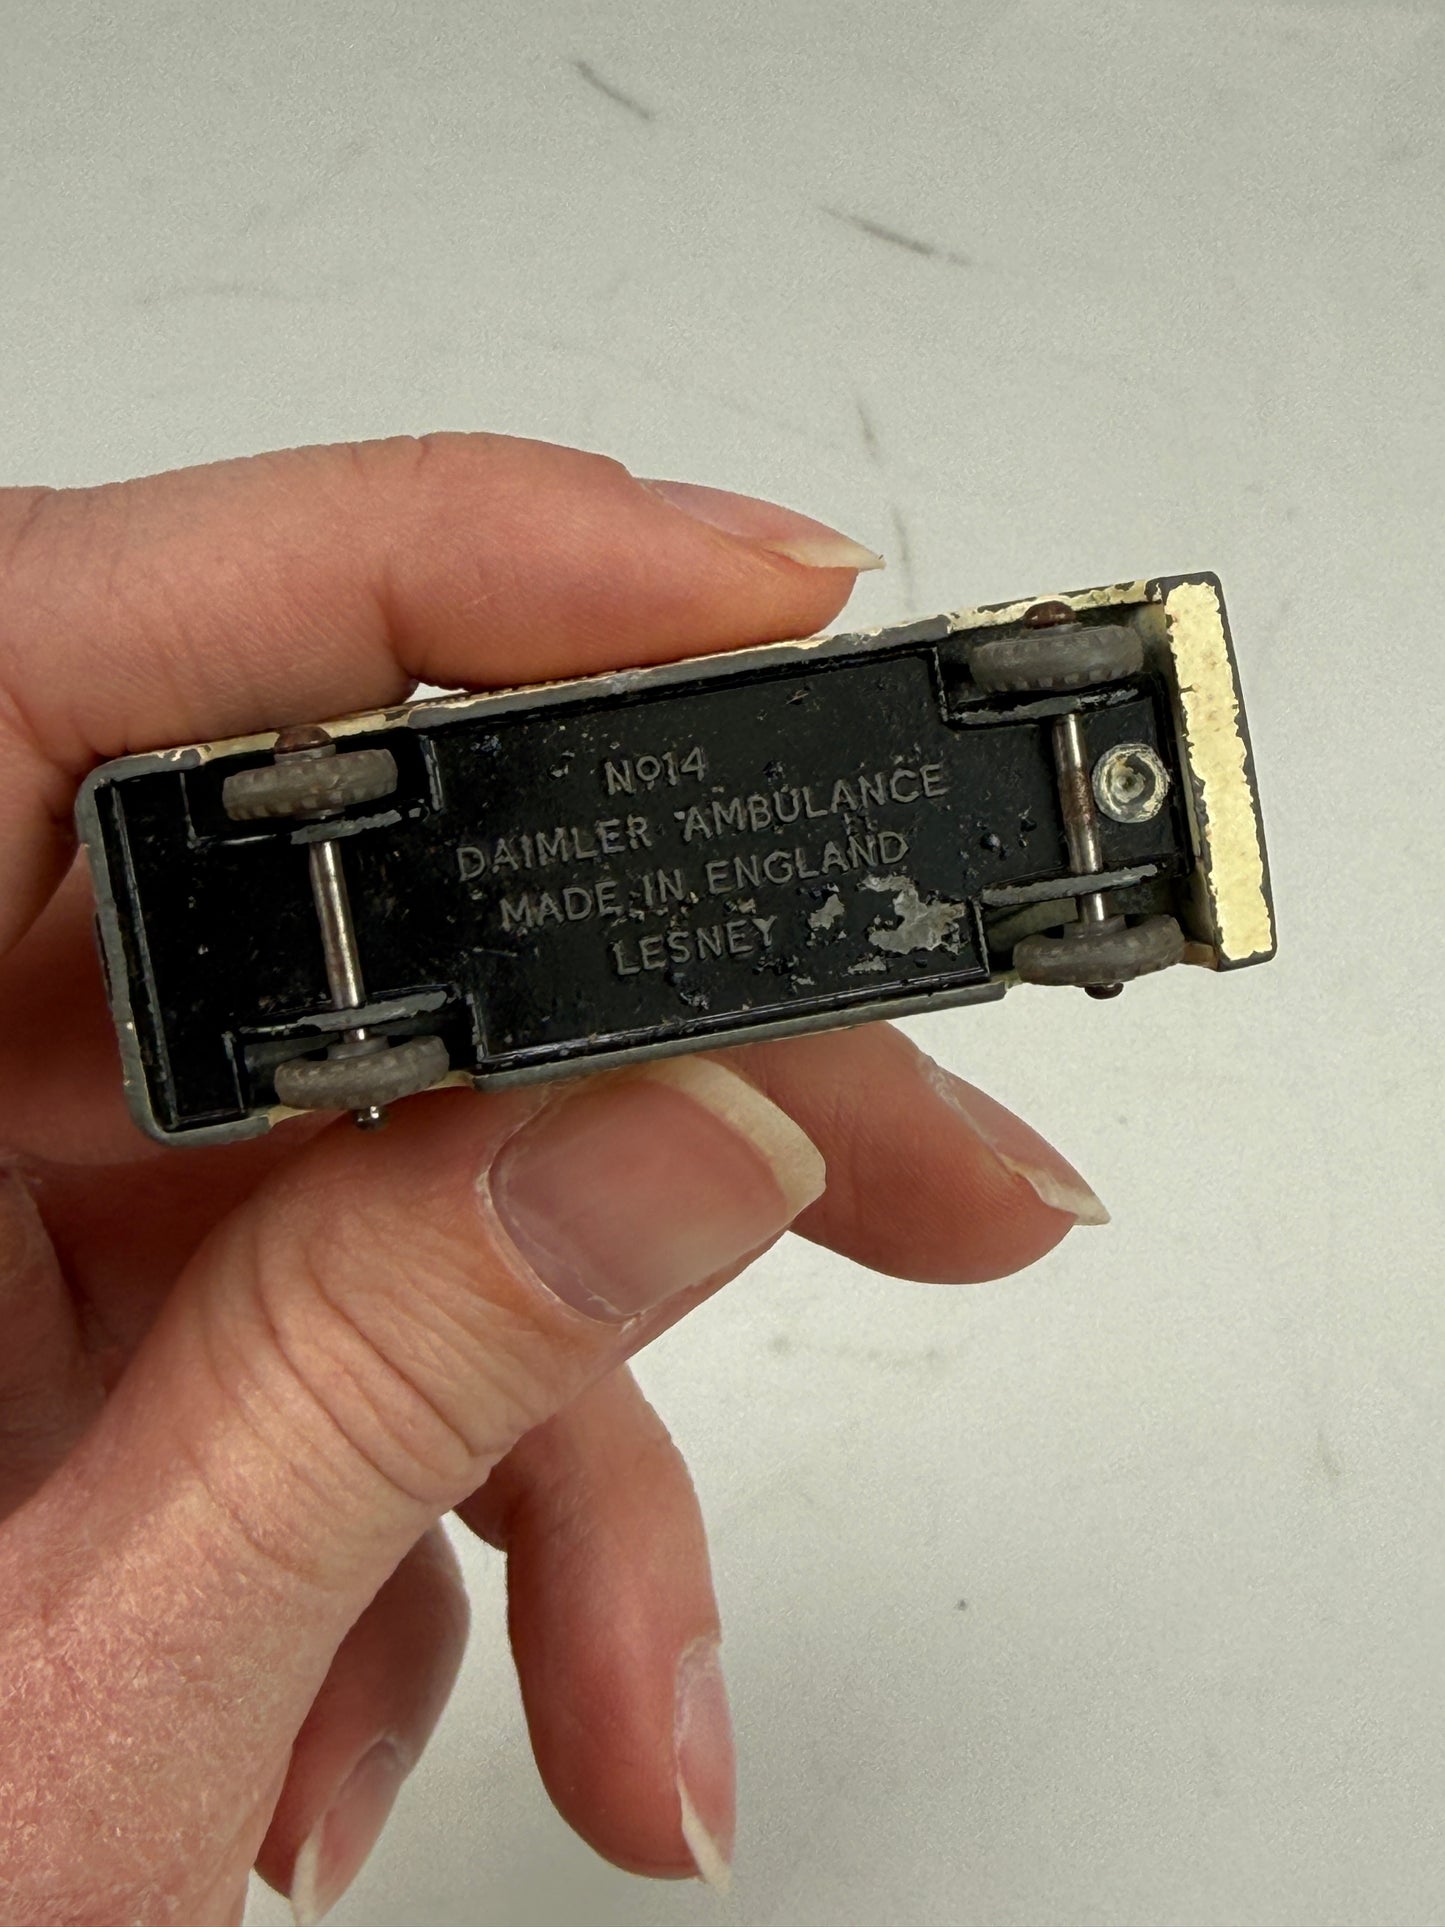 Nº14
DAIMLER AMBULANCE
MADE IN ENGLAND
LESNEY